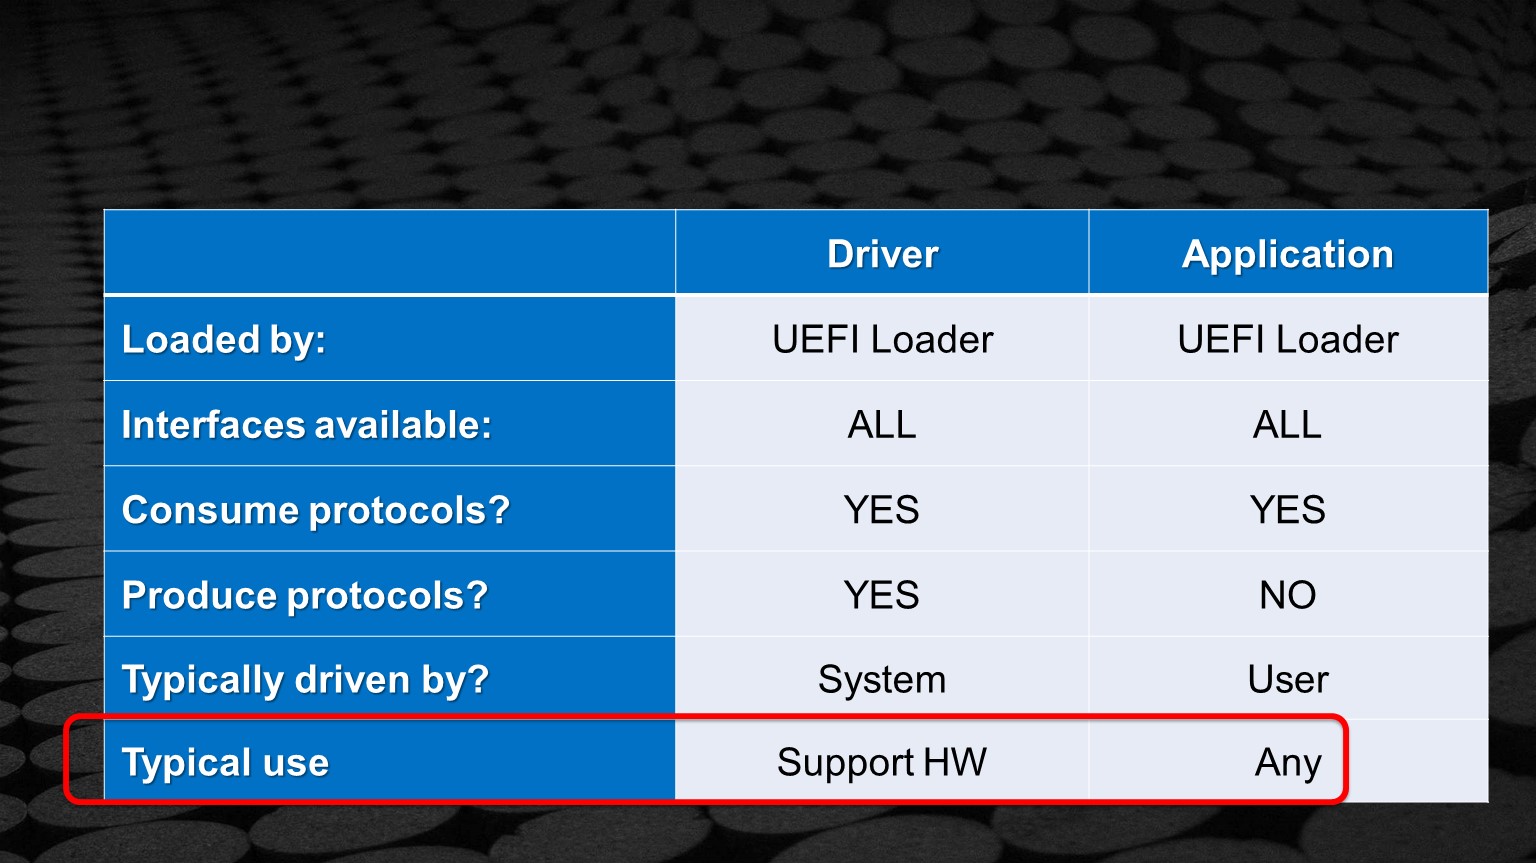 Driver Application
Loaded by: UEFI Loader UEFI Loader
Interfaces available: ALL ALL
Consume protocols? YES YES
Produce protocols? YES NO
Typically driven by? System User
Typical use Support HW Any